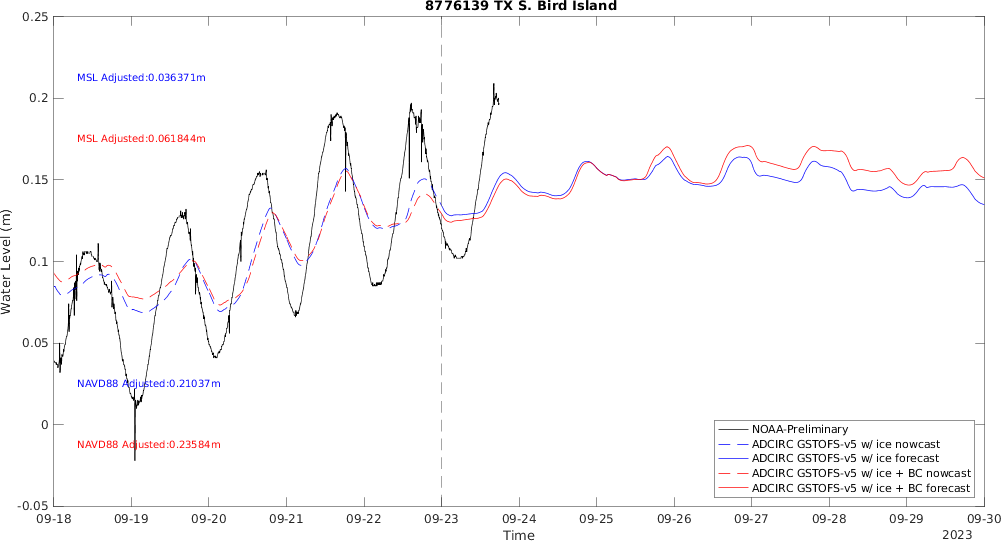 8776139 TX S. Bird Island
0.25
0.2
0.15
0.1
0.05
0
-0.05
Water Level (m)
MSL Adjusted:0.036371m
MSL Adjusted:0.061844m
NAVD88 Adjusted:0.21037m
NAVD88 Adjusted:0.23584m
NOAA-Preliminary
ADCIRC GSTOFS-v5 w/ ice nowcast
ADCIRC GSTOFS-v5 w/ ice forecast
ADCIRC GSTOFS-v5 w/ ice + BC nowcast
ADCIRC GSTOFS-v5 w/ ice + BC forecast
09-18 09-19 09-20 09-21 09-22 09-23 09-24 09-25 09-26 09-27 09-28 09-29 09-30
Time
2023